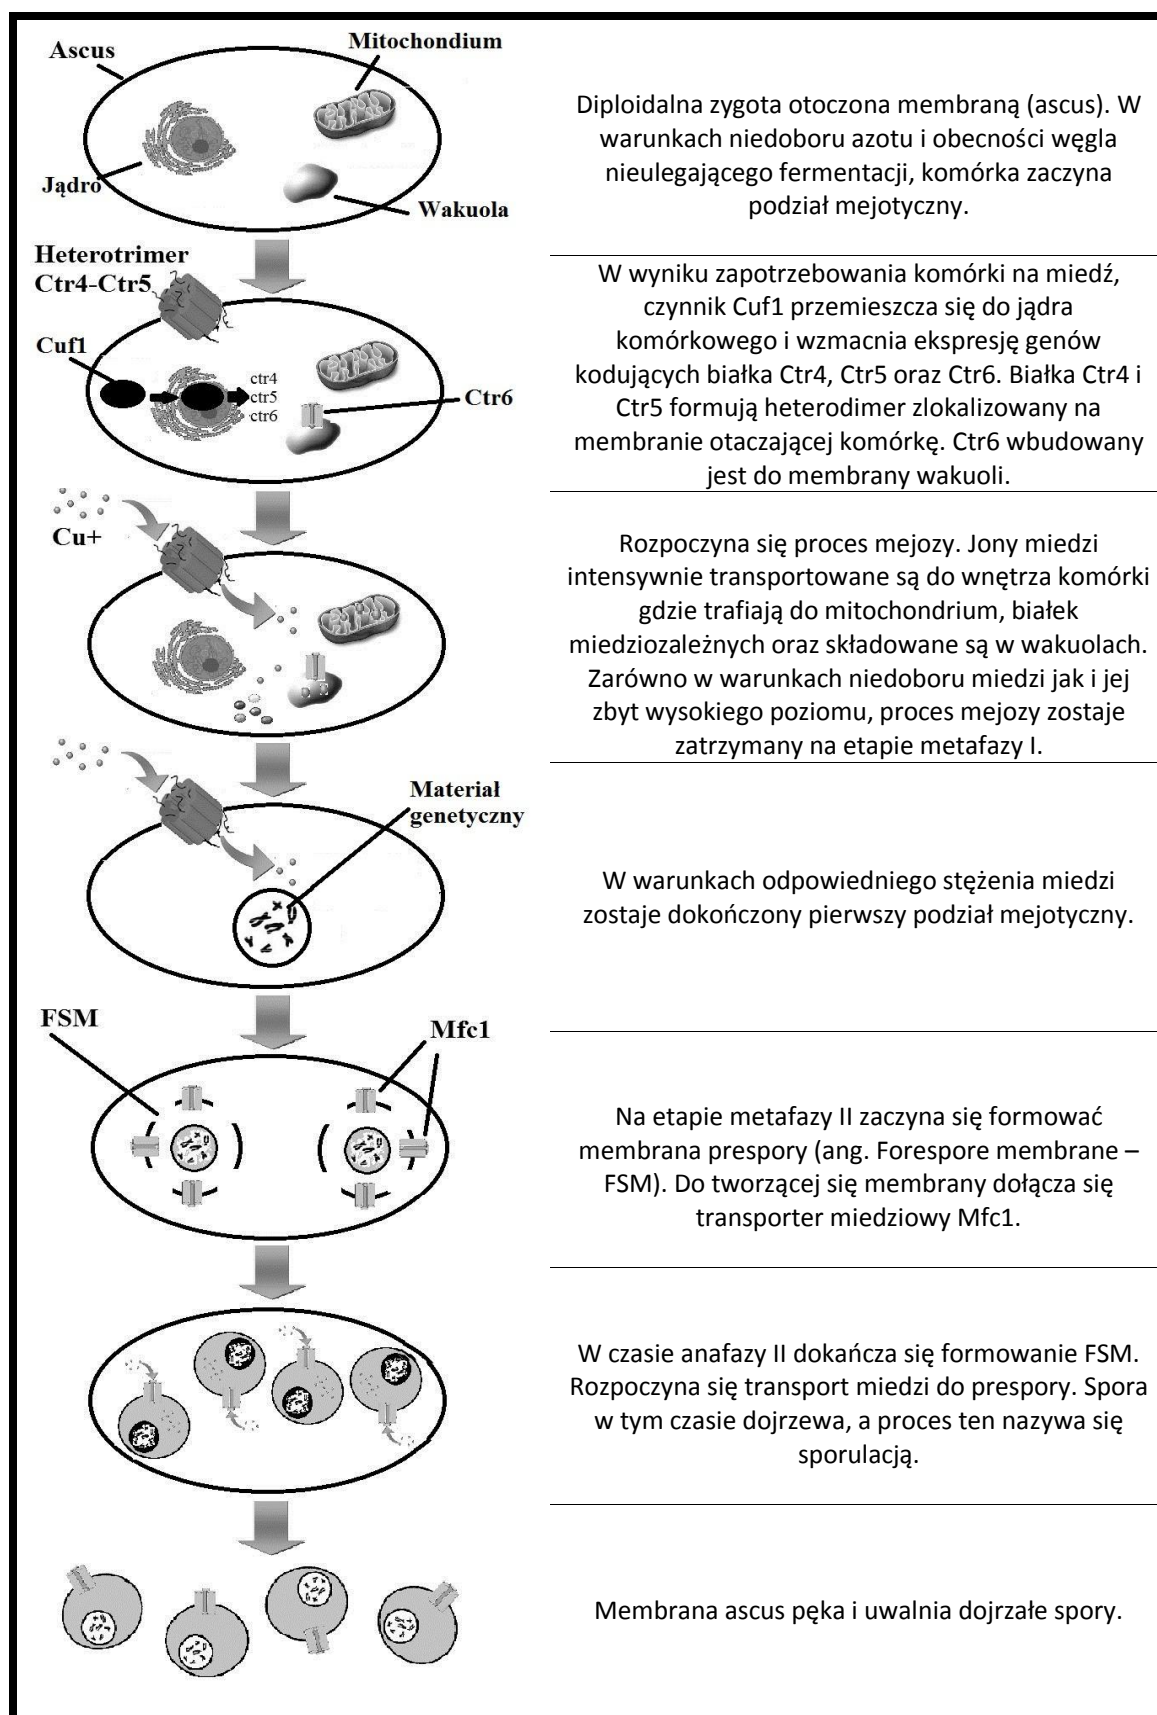 Ascus
Mitochondium
Jądro
Wakuola
Diploidalna zygota otoczona membraną (ascus). W
warunkach niedoboru azotu i obecności węgla
nieulegającego fermentacji, komórka zaczyna
podział mejotyczny.
Heterotrimer
Ctr4-Ctr5
Cuf1
ctr4
ctr5
ctr6
Ctr6
W wyniku zapotrzebowania komórki na miedź,
czynnik Cuf1 przemieszcza się do jądra
komórkowego i wzmacnia ekspresję genów
kodujących białka Ctr4, Ctr5 oraz Ctr6. Białka Ctr4 i
Ctr5 formują heterodimer zlokalizowany na
membranie otaczającej komórkę. Ctr6 wbudowany
jest do membrany wakuoli.
Cu+
Rozpoczyna się proces mejozy. Jony miedzi
intensywnie transportowane są do wnętrza komórki
gdzie trafiają do mitochondrium, białek
miedziozależnych oraz składowane są w wakuolach.
Zarówno w warunkach niedoboru miedzi jak i jej
zbyt wysokiego poziomu, proces mejozy zostaje
zatrzymany na etapie metafazy I.
Materiał
genetyczny
W warunkach odpowiedniego stężenia miedzi
zostaje dokończony pierwszy podział mejotyczny.
FSM
Mfc1
Na etapie metafazy II zaczyna się formować
membrana prespory (ang. Forespore membrane –
FSM). Do tworzącej się membrany dołącza się
transporter miedziowy Mfc1.
W czasie anafazy II dokańcza się formowanie FSM.
Rozpoczyna się transport miedzi do prespory. Spora
w tym czasie dojrzewa, a proces ten nazywa się
sporulacją.
Membrana ascus pęka i uwalnia dojrzałe spory.